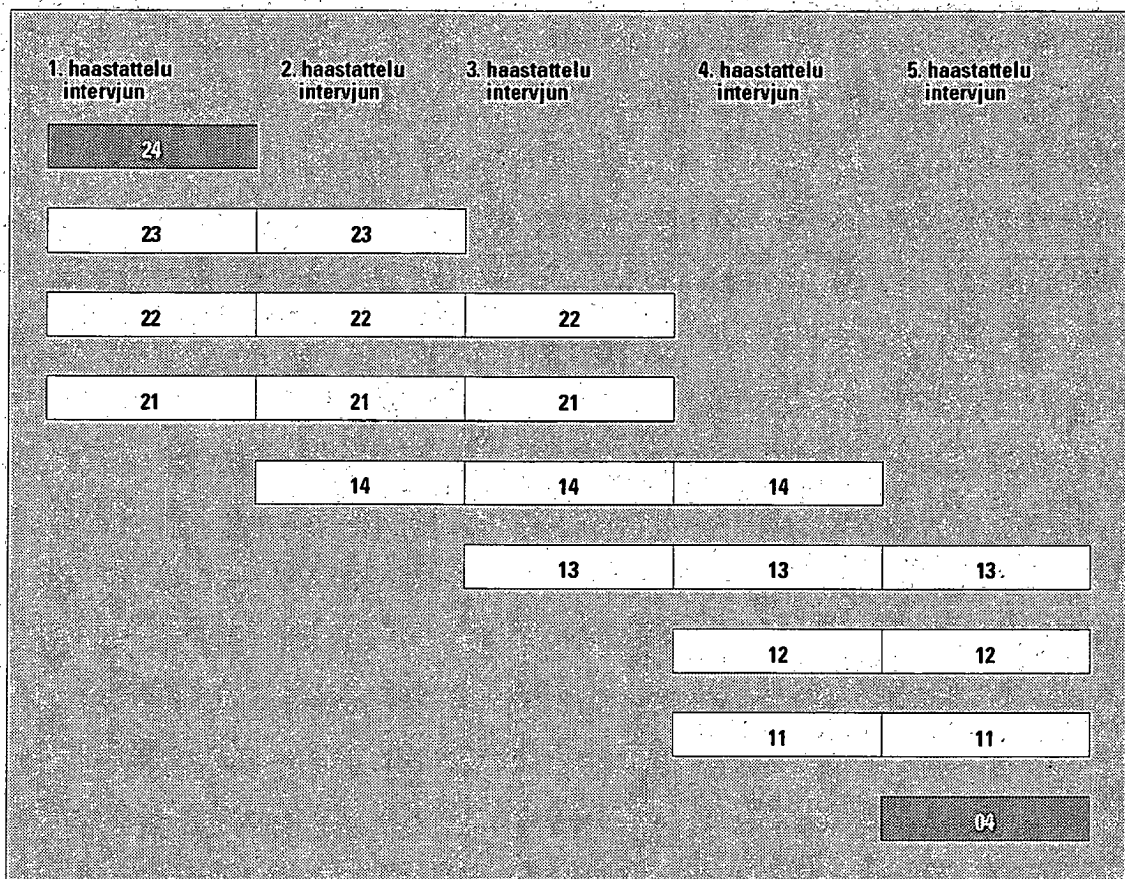 1. haastattelu 2. haastattelu 3. haastattelu 4. haastattelu 5. haastattelu
intervjun intervjun intervjun intervjun intervjun
24
23 23
22 22 22
21 21 21
14 14 14
13 13 13
12 12
11 11
04